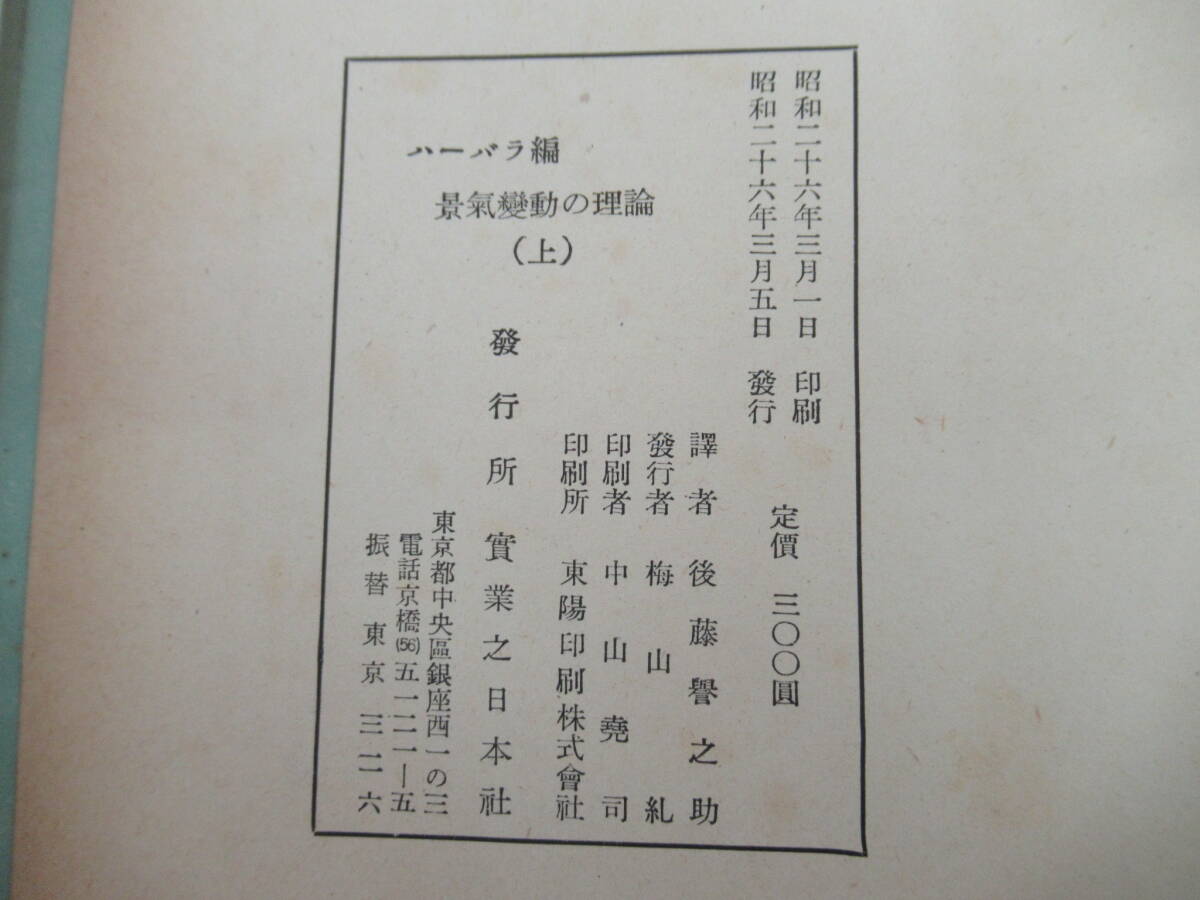 昭和二十六年三月一日 印刷
昭和二十六年三月五日 發行
定價 三〇〇圓
ハーバラ編
景氣變動の理論
(上)
譯者 後藤譽之助
發行者 梅山糺
印刷者 中山堯司
印刷所 東陽印刷株式會社
發行所 實業之日本社
東京都中央區銀座西一の三
電話京橋(56)五一二一―五
振替東京 三二六